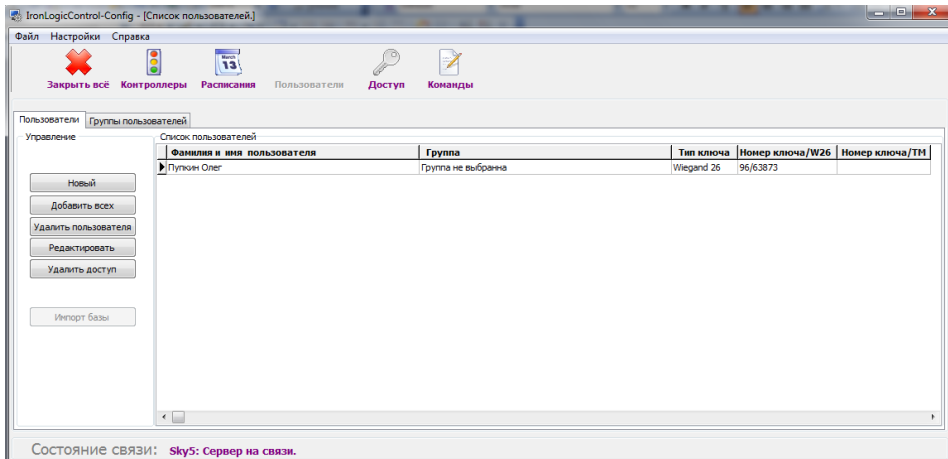 IronLogicControl-Config - [Список пользователей.]
Файл Настройки Справка
March
13
Закрыть всё Контроллеры Расписания Пользователи Доступ Команды
Пользователи Группы пользователей
Управление
Список пользователей
Фамилия и имя пользователя Группа Тип ключа Номер ключа/W26 Номер ключа/TM
Пупкин Олег Группа не выбранна Wiegand 26 96/63873
Новый
Добавить всех
Удалить пользователя
Редактировать
Удалить доступ
Импорт базы
Состояние связи: Sky5: Сервер на связи.